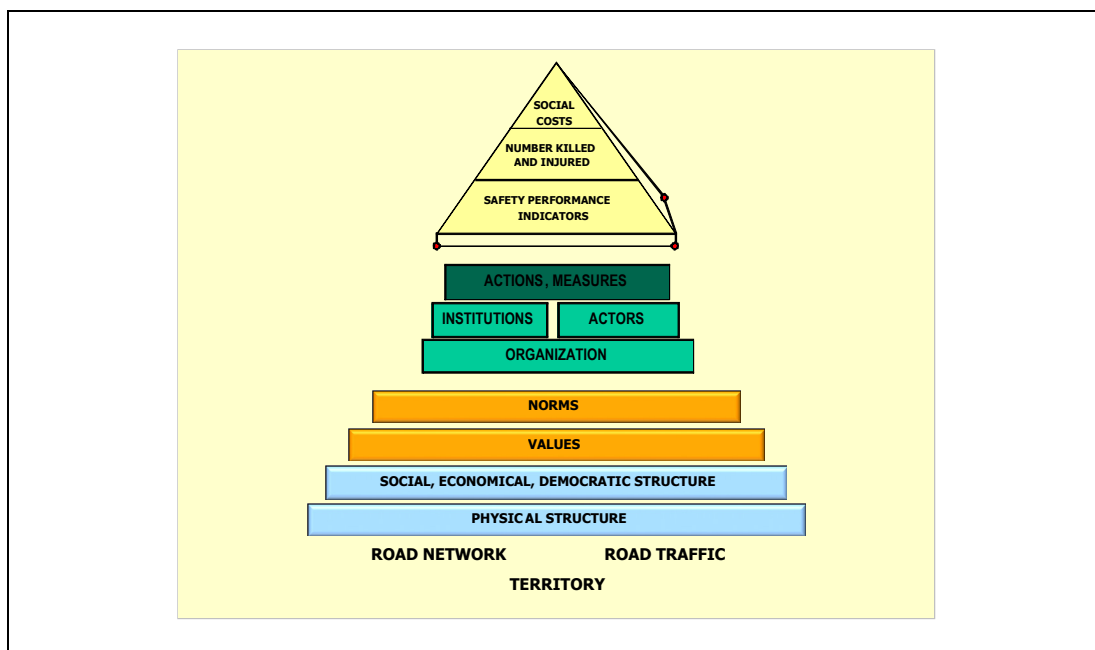 SOCIAL
COSTS
NUMBER KILLED
AND INJURED
SAFETY PERFORMANCE
INDICATORS
ACTIONS, MEASURES
INSTITUTIONS ACTORS
ORGANIZATION
NORMS
VALUES
SOCIAL, ECONOMICAL, DEMOCRATIC STRUCTURE
PHYSICAL STRUCTURE
ROAD NETWORK ROAD TRAFFIC
TERRITORY